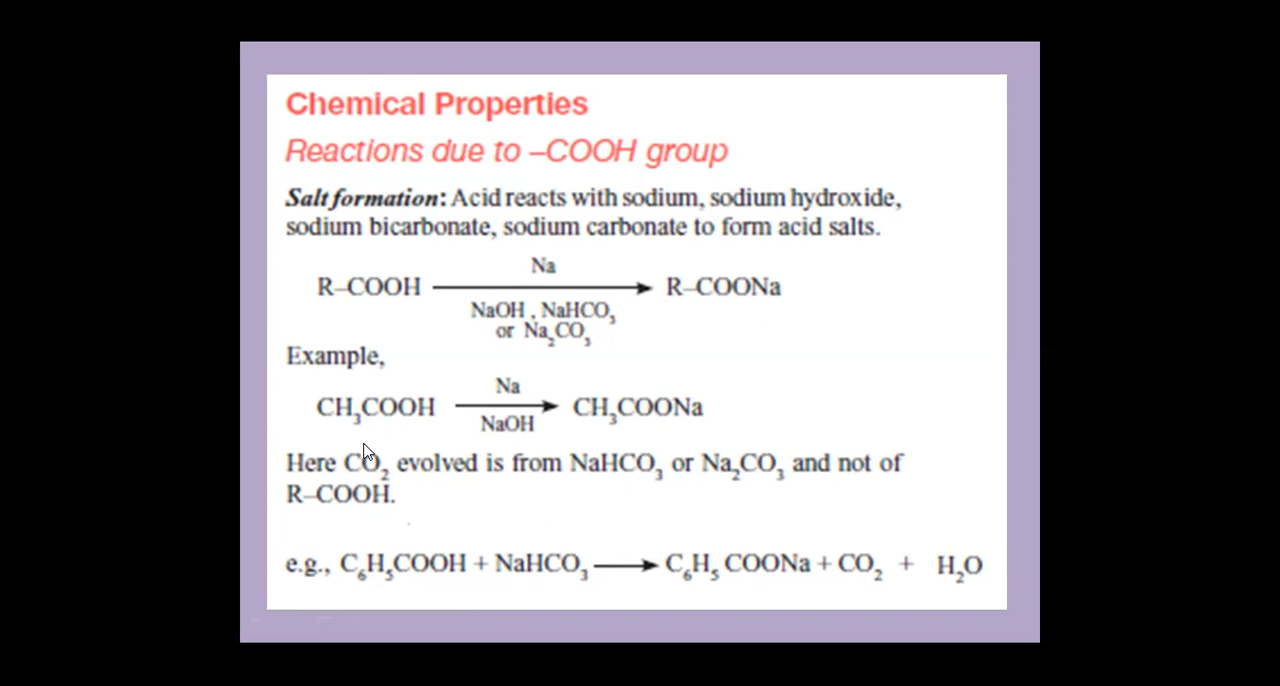 Chemical Properties
Reactions due to –COOH group
Salt formation: Acid reacts with sodium, sodium hydroxide,
sodium bicarbonate, sodium carbonate to form acid salts.
Na
R–COOH ⟶ R–COONa
NaOH , NaHCO₃
or Na₂CO₃
Example,
Na
CH₃COOH ⟶ CH₃COONa
NaOH
Here CO₂ evolved is from NaHCO₃ or Na₂CO₃ and not of
R–COOH.
e.g., C₆H₅COOH + NaHCO₃ ⟶ C₆H₅ COONa + CO₂ + H₂O